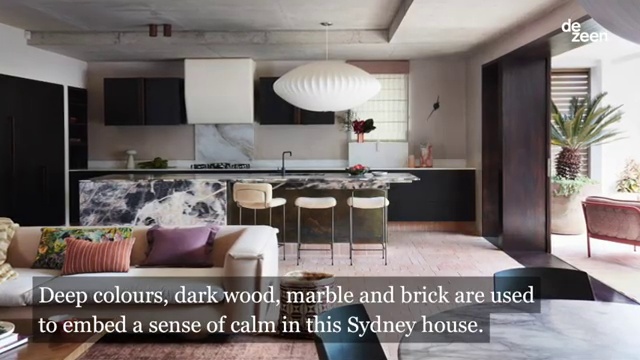 de
zeen
Deep colours, dark wood, marble and brick are used
to embed a sense of calm in this Sydney house.